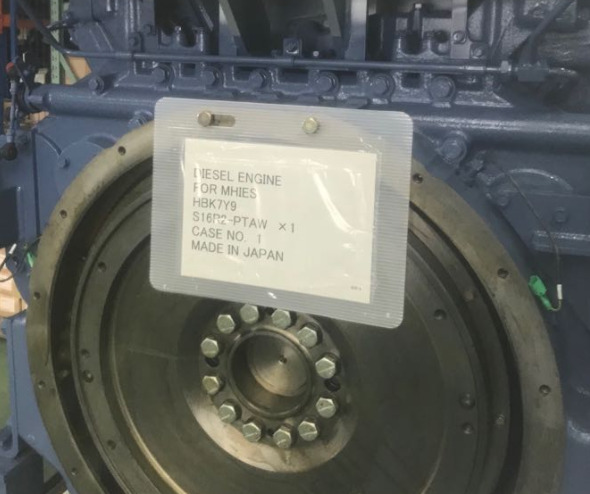 DIESEL ENGINE
FOR MHIES
HBK7Y9
S16R2-PTAW ×1
CASE NO. 1
MADE IN JAPAN